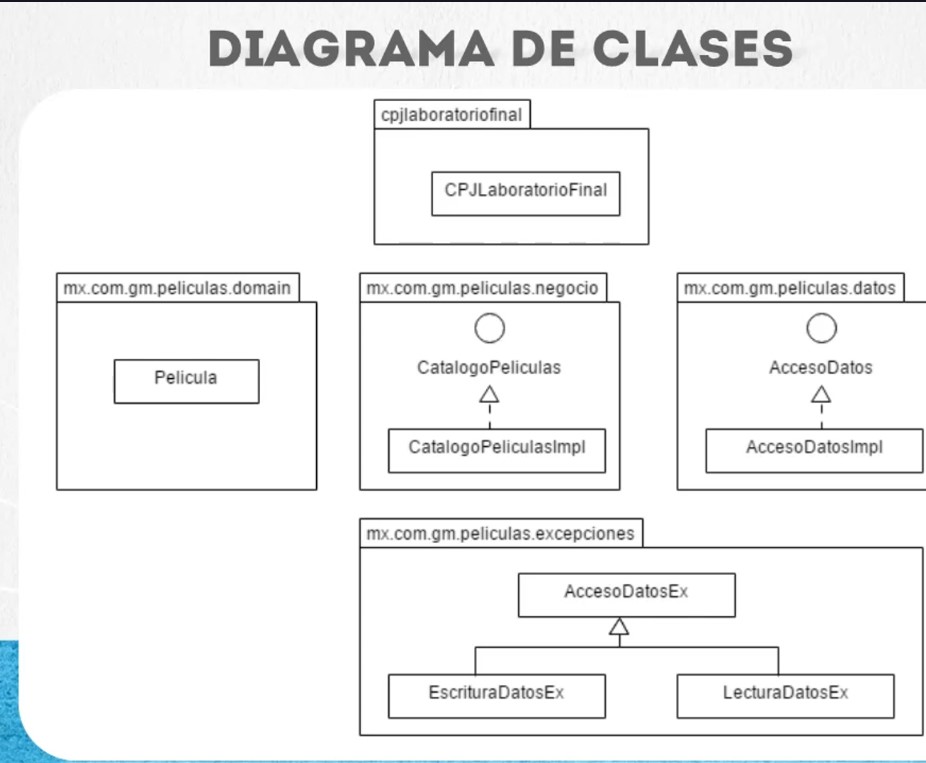 DIAGRAMA DE CLASES
cpjlaboratoriofinal
CPJLaboratorioFinal
mx.com.gm.peliculas.domain
Pelicula
mx.com.gm.peliculas.negocio
CatalogoPeliculas
CatalogoPeliculasImpl
mx.com.gm.peliculas.datos
AccesoDatos
AccesoDatosImpl
mx.com.gm.peliculas.excepciones
AccesoDatosEx
EscrituraDatosEx
LecturaDatosEx